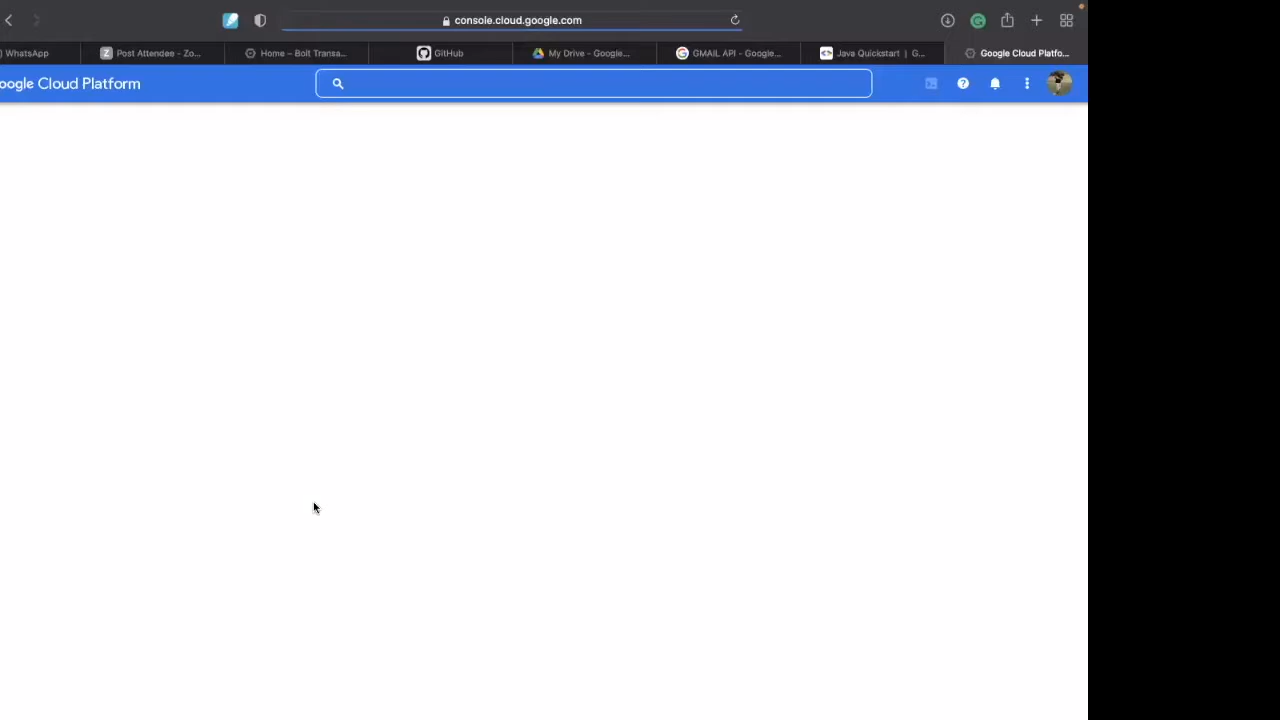 console.cloud.google.com
WhatsApp
Post Attendee - Zo...
Home – Bolt Transa...
GitHub
My Drive - Google...
GMAIL API - Google...
Java Quickstart | G...
Google Cloud Platfo...
oogle Cloud Platform